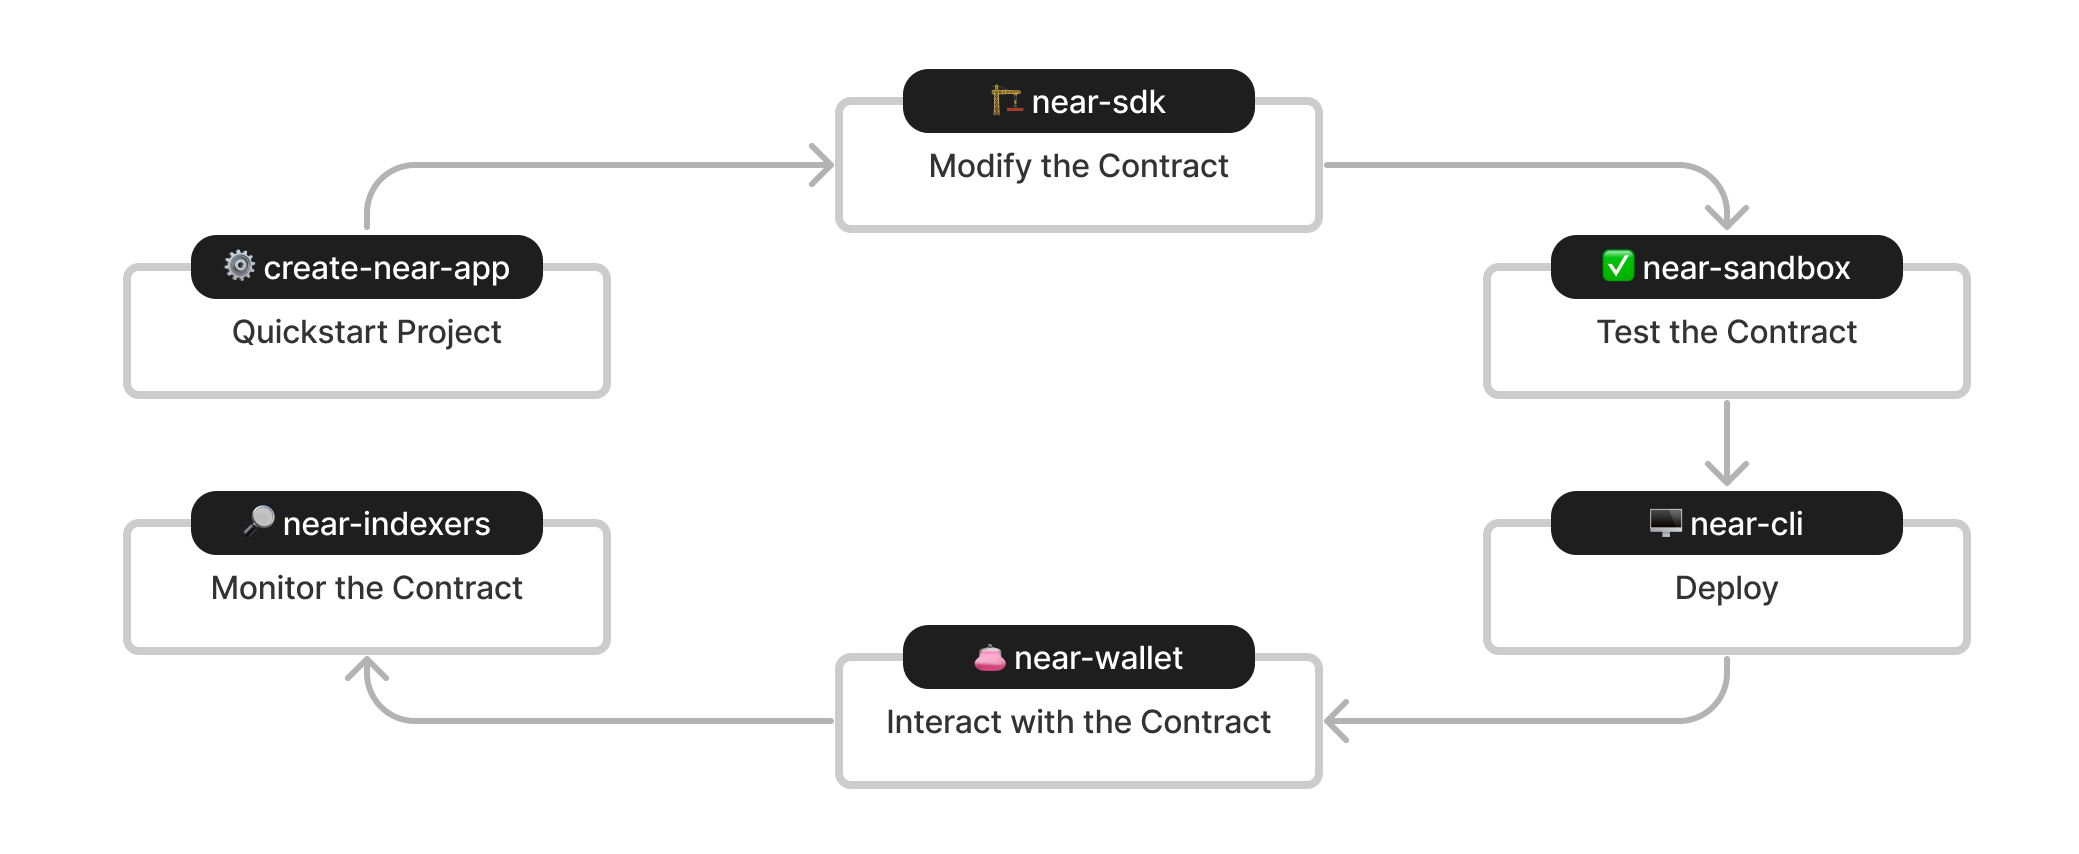 near-sdk
Modify the Contract
create-near-app
Quickstart Project
near-sandbox
Test the Contract
near-indexers
Monitor the Contract
near-cli
Deploy
near-wallet
Interact with the Contract